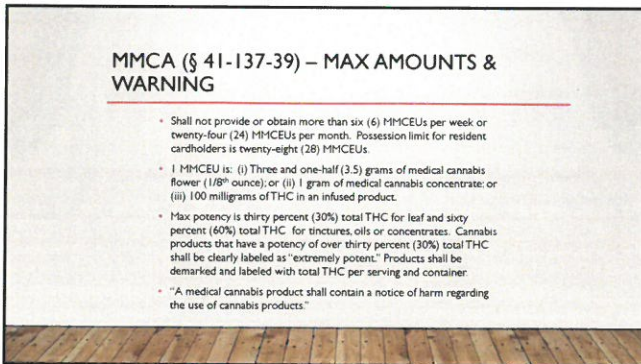 MMCA (§ 41-137-39) – MAX AMOUNTS &
WARNING
• Shall not provide or obtain more than six (6) MMCEUs per week or
twenty-four (24) MMCEUs per month. Possession limit for resident
cardholders is twenty-eight (28) MMCEUs.
• 1 MMCEU is: (i) Three and one-half (3.5) grams of medical cannabis
flower (1/8th ounce); or (ii) 1 gram of medical cannabis concentrate; or
(iii) 100 milligrams of THC in an infused product.
• Max potency is thirty percent (30%) total THC for leaf and sixty
percent (60%) total THC for tinctures, oils or concentrates. Cannabis
products that have a potency of over thirty percent (30%) total THC
shall be clearly labeled as "extremely potent." Products shall be
demarked and labeled with total THC per serving and container.
• "A medical cannabis product shall contain a notice of harm regarding
the use of cannabis products."